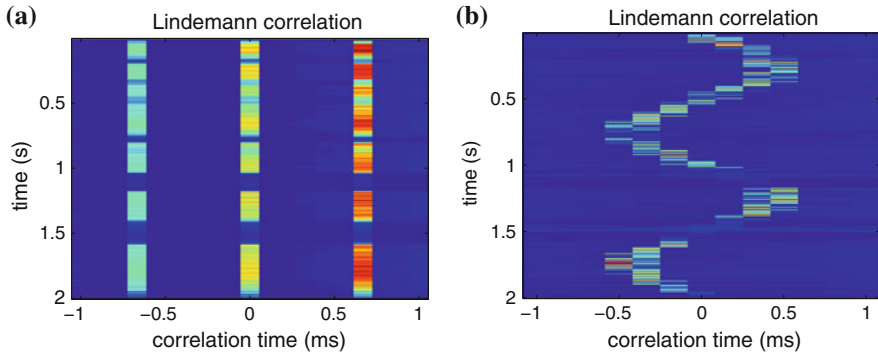 (a)
Lindemann correlation
0.5
1
1.5
2
time (s)
−1
−0.5
0
0.5
1
correlation time (ms)
(b)
Lindemann correlation
0.5
1
1.5
2
time (s)
−1
−0.5
0
0.5
1
correlation time (ms)